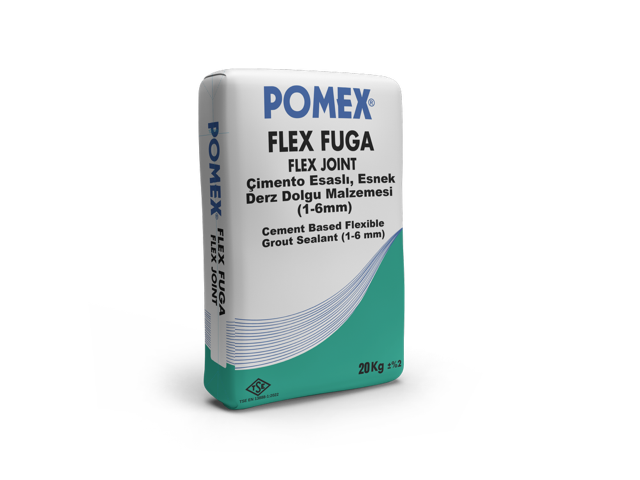 POMEX®
FLEX FUGA
FLEX JOINT
Çimento Esaslı, Esnek
Derz Dolgu Malzemesi
(1-6mm)
Cement Based Flexible
Grout Sealant (1-6 mm)
20Kg ±%2
TSE
POMEX®
FLEX FUGA
FLEX JOINT